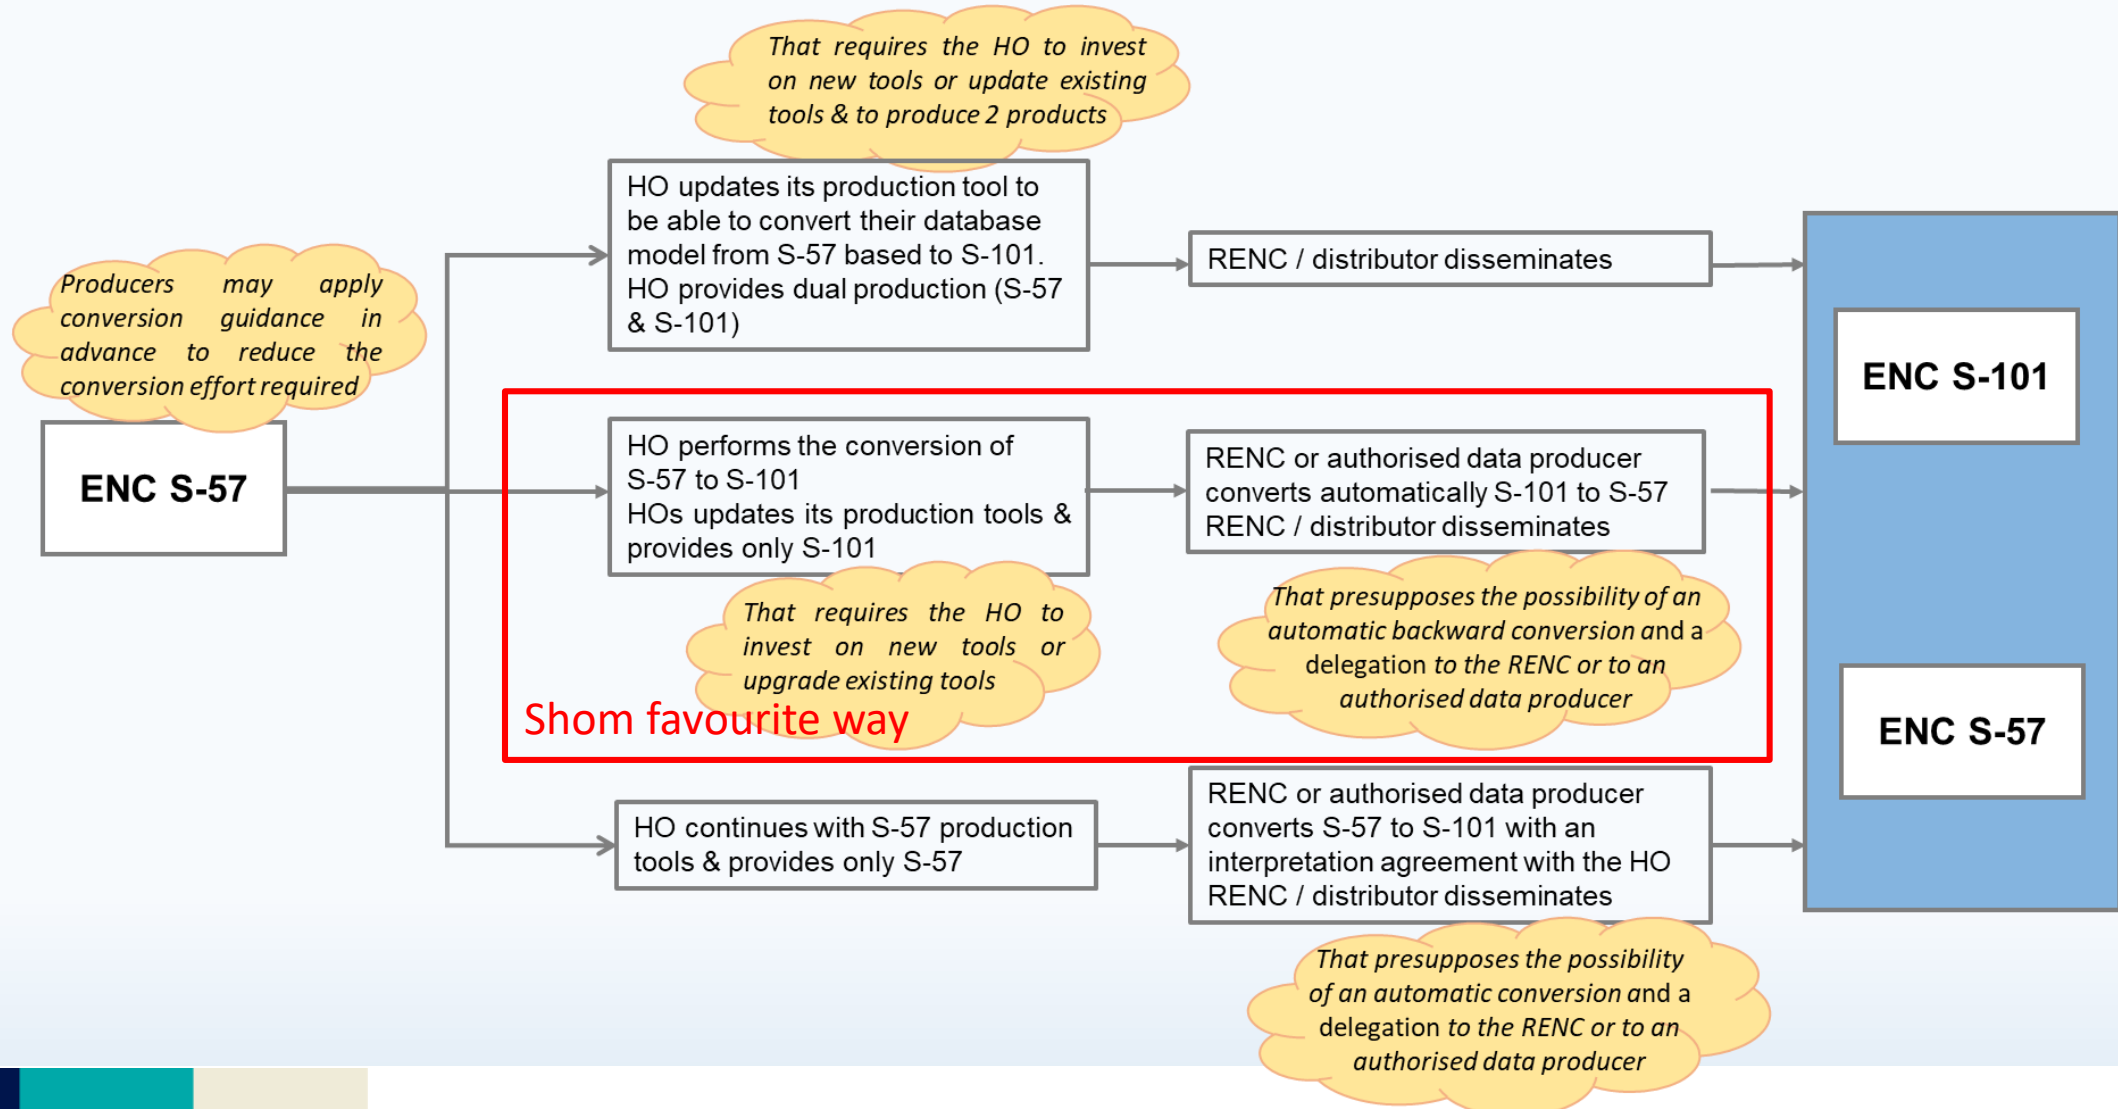 That requires the HO to invest
on new tools or update existing
tools & to produce 2 products
HO updates its production tool to
be able to convert their database
model from S-57 based to S-101.
HO provides dual production (S-57
& S-101)
RENC / distributor disseminates
Producers may apply
conversion guidance in
advance to reduce the
conversion effort required
ENC S-57
HO performs the conversion of
S-57 to S-101
HOs updates its production tools &
provides only S-101
RENC or authorised data producer
converts automatically S-101 to S-57
RENC / distributor disseminates
That requires the HO to
invest on new tools or
upgrade existing tools
That presupposes the possibility of an
automatic backward conversion and a
delegation to the RENC or to an
authorised data producer
Shom favourite way
HO continues with S-57 production
tools & provides only S-57
RENC or authorised data producer
converts S-57 to S-101 with an
interpretation agreement with the HO
RENC / distributor disseminates
That presupposes the possibility
of an automatic conversion and a
delegation to the RENC or to an
authorised data producer
ENC S-101
ENC S-57